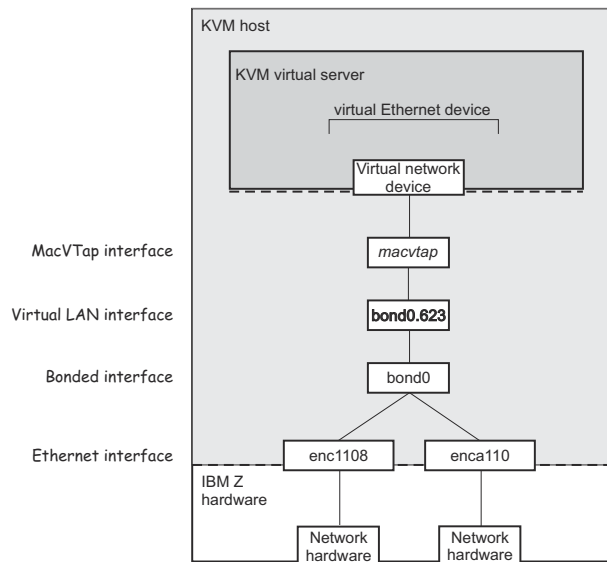 KVM host
KVM virtual server
virtual Ethernet device
Virtual network
device
MacVTap interface
macvtap
Virtual LAN interface
bond0.623
Bonded interface
bond0
Ethernet interface
enc1108
enca110
IBM Z
hardware
Network
hardware
Network
hardware